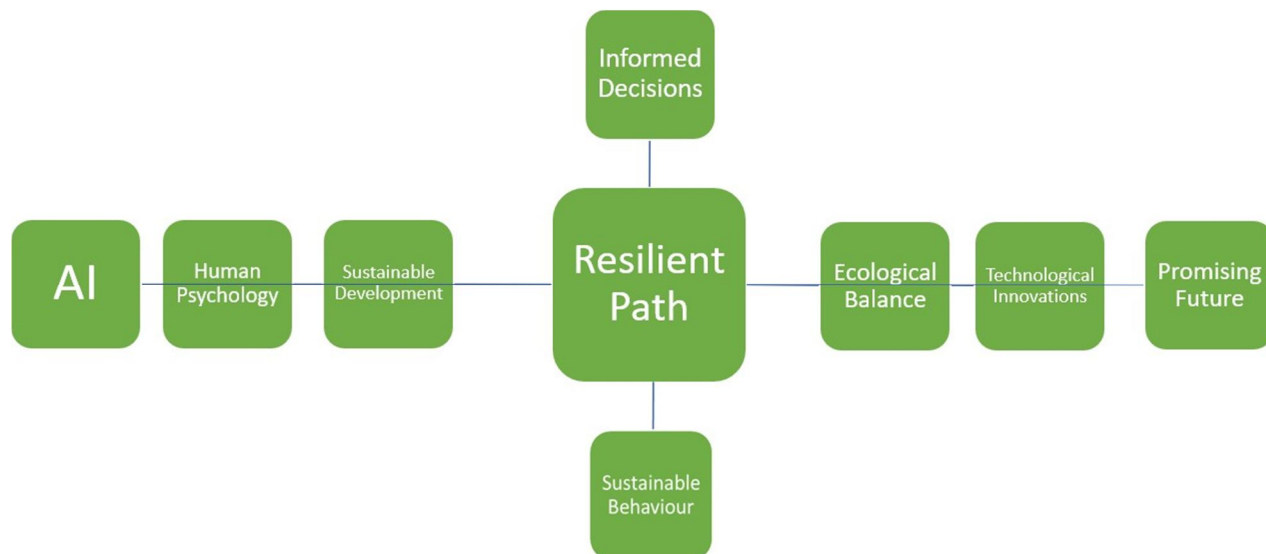 Informed
Decisions
AI
Human
Psychology
Sustainable
Development
Resilient
Path
Ecological
Balance
Technological
Innovations
Promising
Future
Sustainable
Behaviour